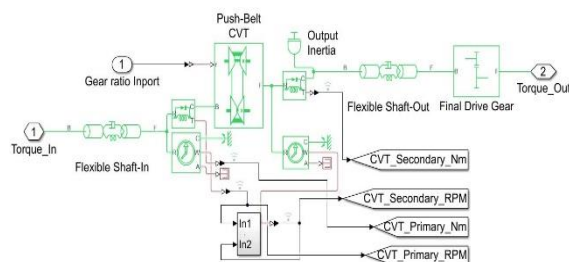 Push-Belt
CVT
Output
Inertia
1
Gear ratio Inport
B
F
Flexible Shaft-Out
Final Drive Gear
2
Torque_Out
1
Torque_In
B
F
Flexible Shaft-In
CVT_Secondary_Nm
CVT_Secondary_RPM
CVT_Primary_Nm
CVT_Primary_RPM
In1
In2